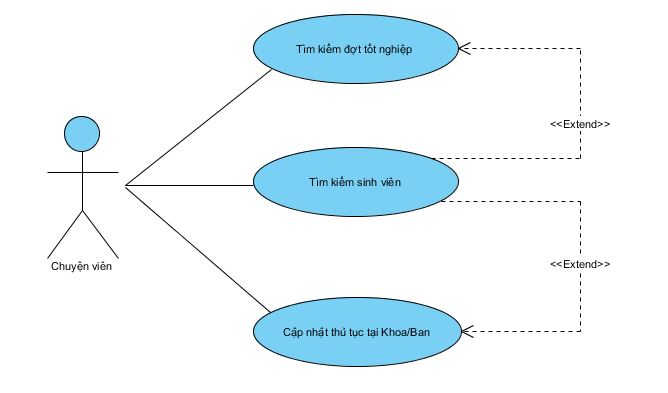 Tìm kiếm đợt tốt nghiệp
<<Extend>>
Tìm kiếm sinh viên
Chuyện viên
<<Extend>>
Cập nhật thủ tục tại Khoa/Ban